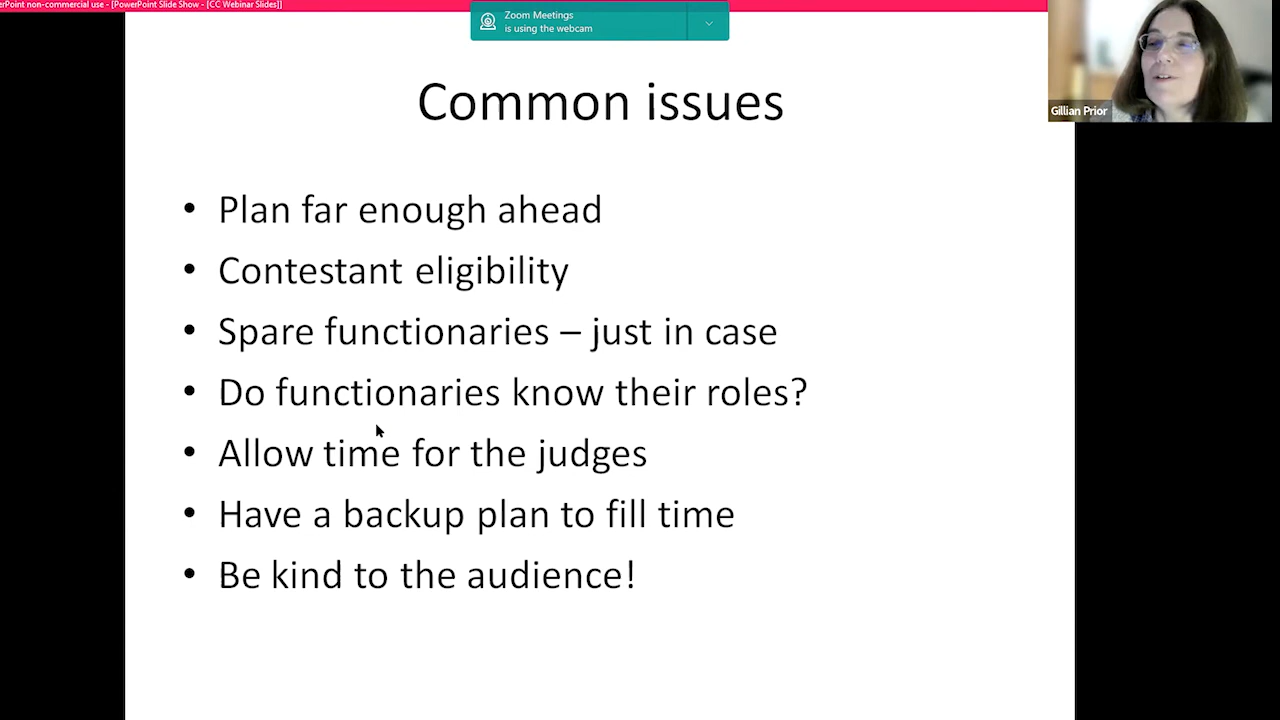 erPoint non-commercial use - [PowerPoint Slide Show - [CC Webinar Slides]]
Zoom Meetings
is using the webcam
Gillian Prior
Common issues
• Plan far enough ahead
• Contestant eligibility
• Spare functionaries – just in case
• Do functionaries know their roles?
• Allow time for the judges
• Have a backup plan to fill time
• Be kind to the audience!